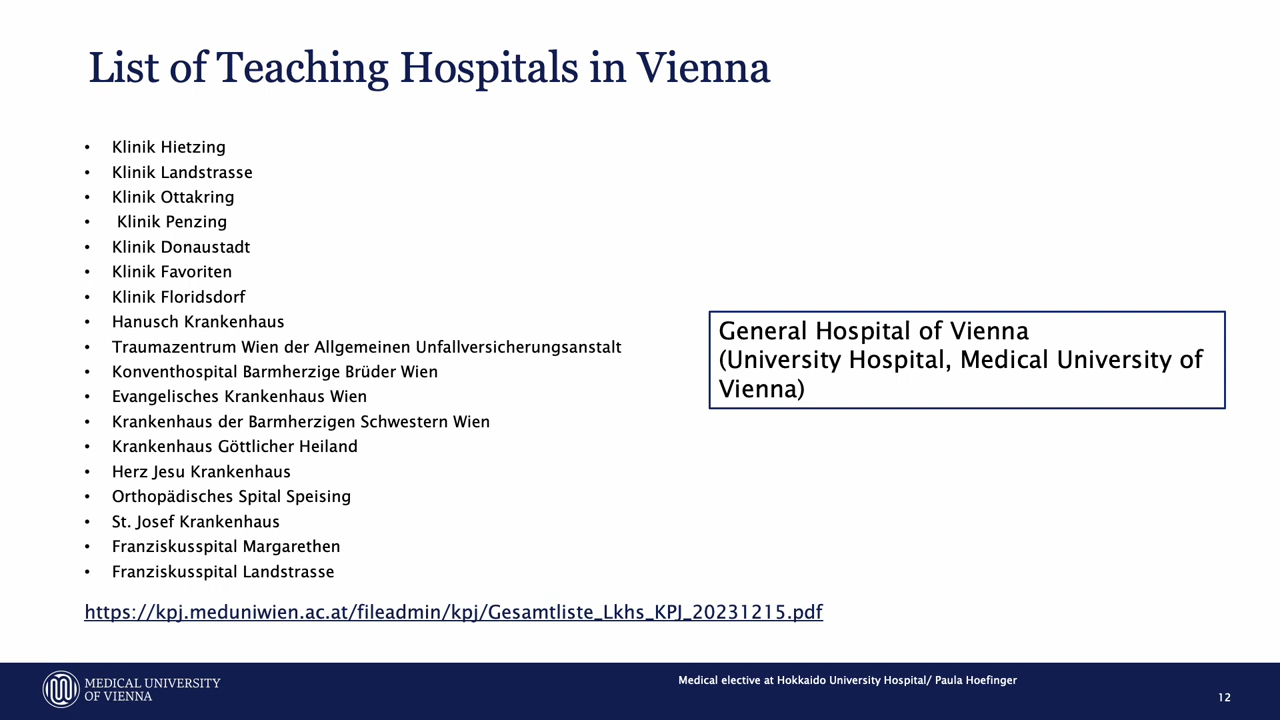 List of Teaching Hospitals in Vienna
• Klinik Hietzing
• Klinik Landstrasse
• Klinik Ottakring
• Klinik Penzing
• Klinik Donaustadt
• Klinik Favoriten
• Klinik Floridsdorf
• Hanusch Krankenhaus
• Traumazentrum Wien der Allgemeinen Unfallversicherungsanstalt
• Konventhospital Barmherzige Brüder Wien
• Evangelisches Krankenhaus Wien
• Krankenhaus der Barmherzigen Schwestern Wien
• Krankenhaus Göttlicher Heiland
• Herz Jesu Krankenhaus
• Orthopädisches Spital Speising
• St. Josef Krankenhaus
• Franziskusspital Margarethen
• Franziskusspital Landstrasse
General Hospital of Vienna
(University Hospital, Medical University of
Vienna)
https://kpj.meduniwien.ac.at/fileadmin/kpj/Gesamtliste_Lkhs_KPJ_20231215.pdf
MEDICAL UNIVERSITY
OF VIENNA
Medical elective at Hokkaido University Hospital/ Paula Hoefinger
12